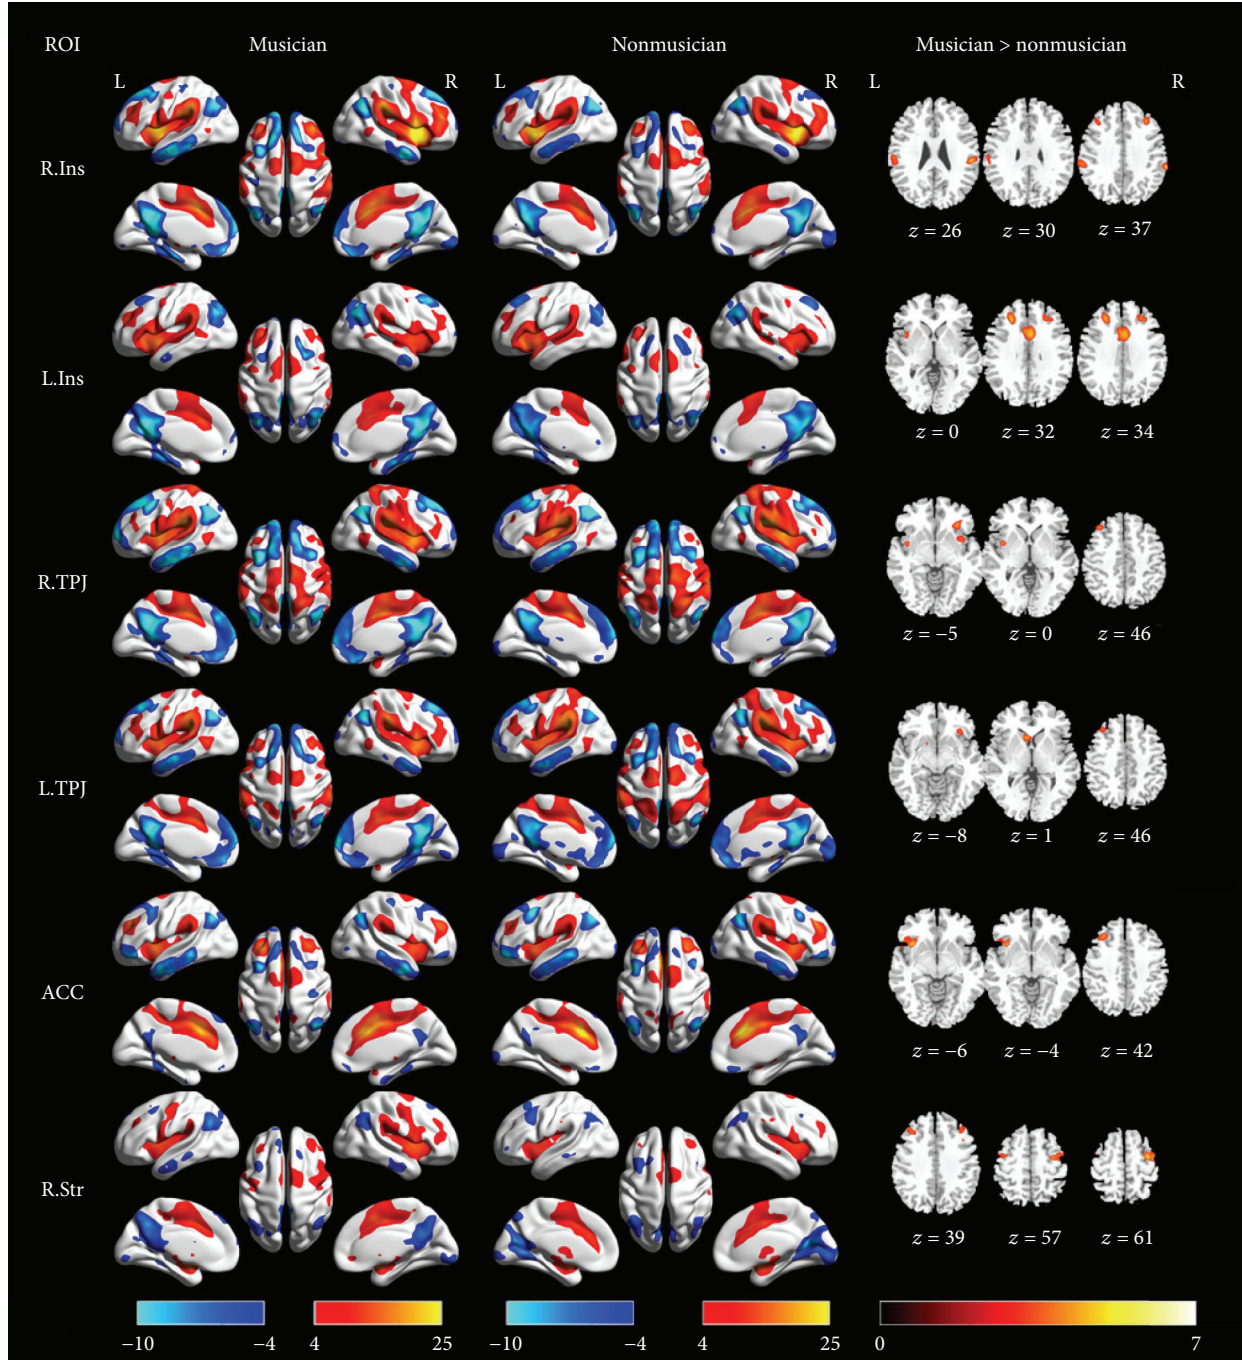 ROI Musician Nonmusician Musician > nonmusician
L R L R L R
R.Ins
z = 26 z = 30 z = 37
L.Ins
z = 0 z = 32 z = 34
R.TPJ
z = −5 z = 0 z = 46
L.TPJ
z = −8 z = 1 z = 46
ACC
z = −6 z = −4 z = 42
R.Str
z = 39 z = 57 z = 61
−10 −4 4 25 −10 −4 4 25 0 7